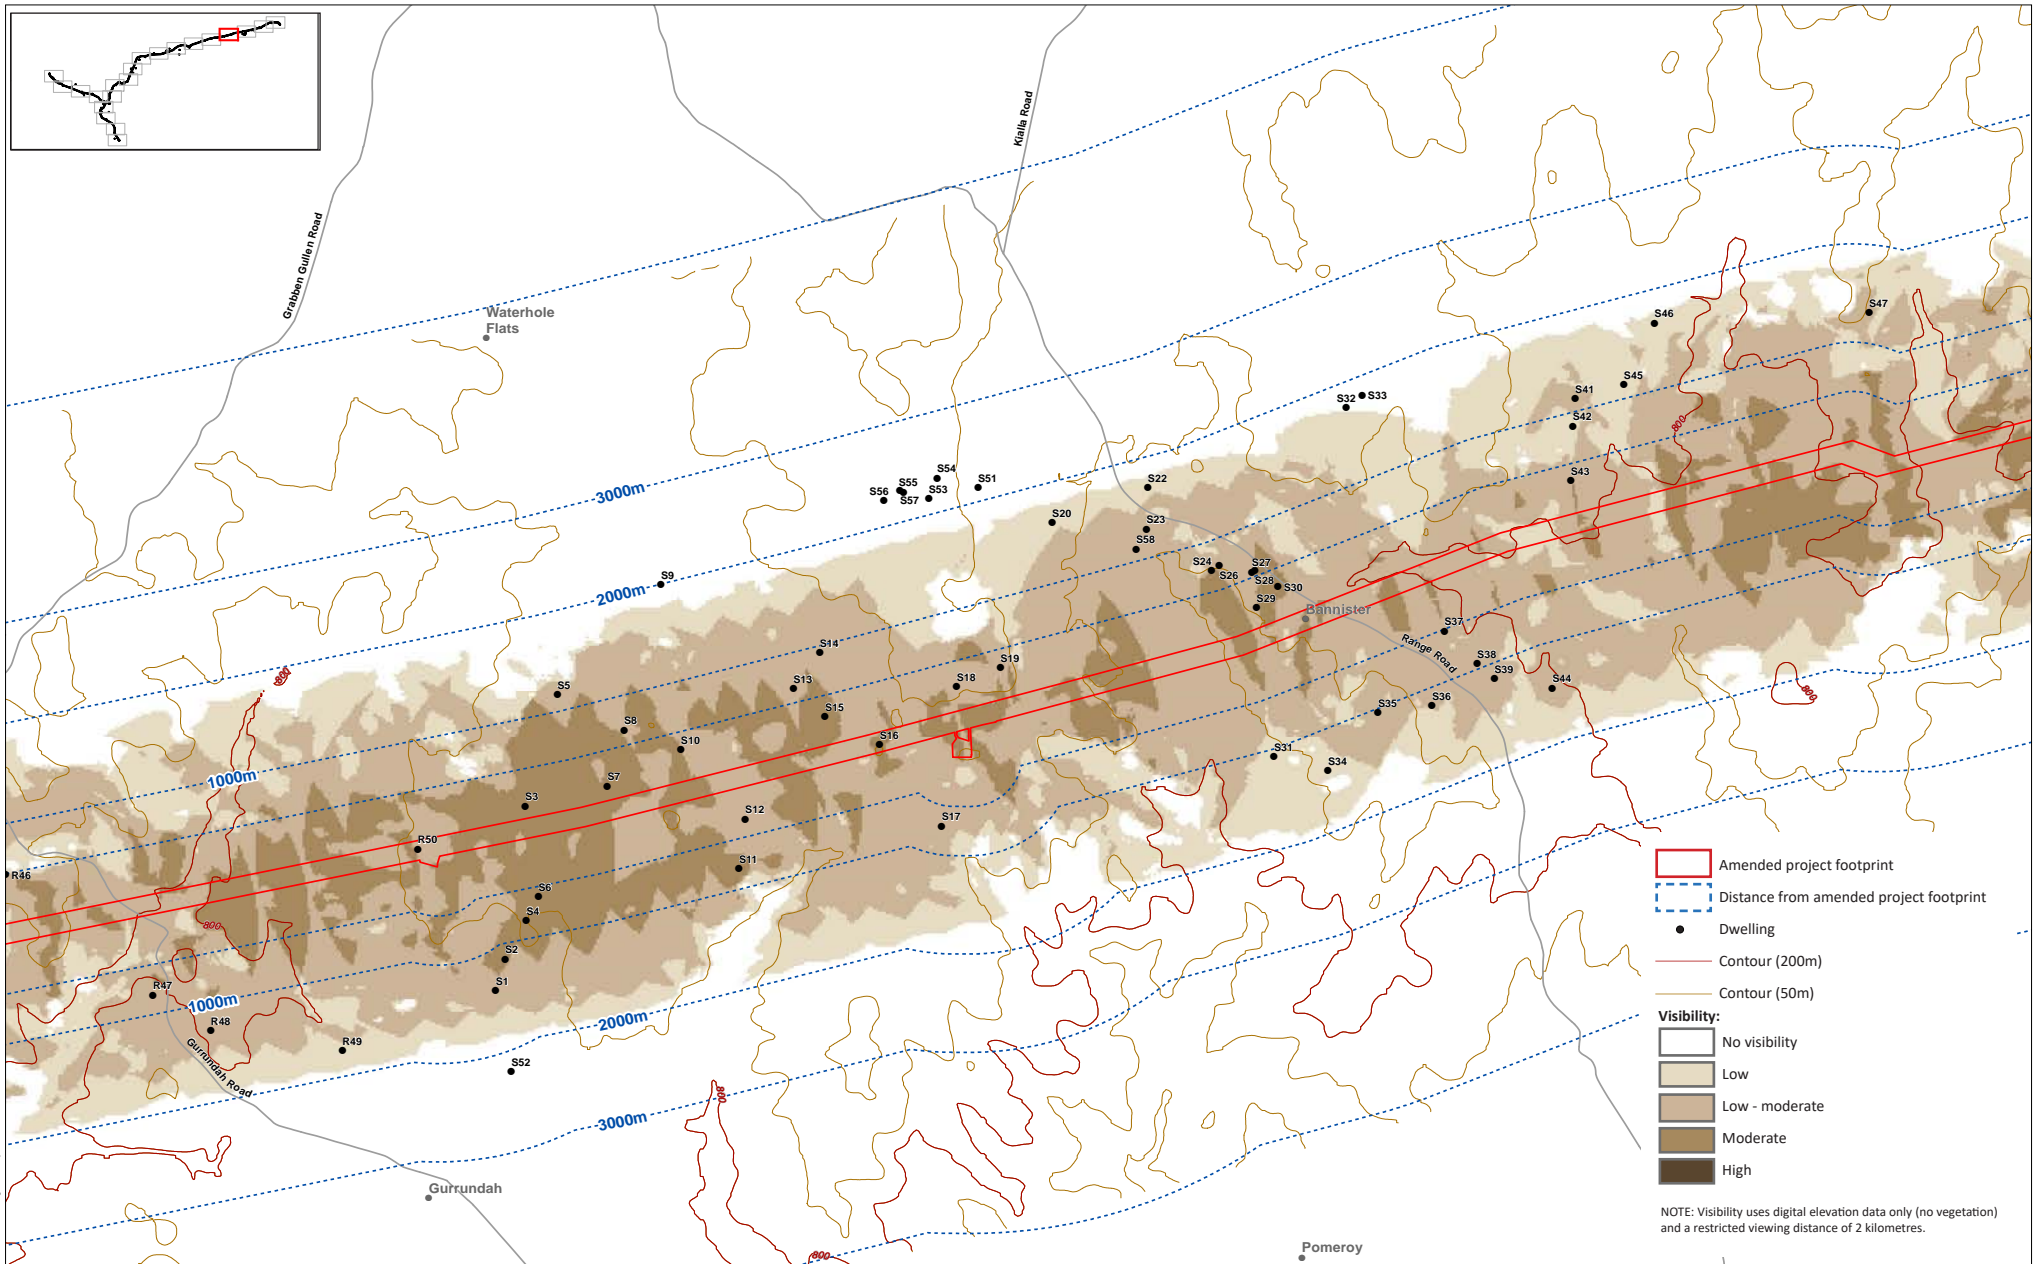 Kialla Road
Grabben Gullen Road
Waterhole
Flats
S47
S46
S45
S41
S33
S32
S42
S43
S54
S55
S51
S56
S57
S53
S22
3000m
S20
S23
S58
S9
2000m
S24
S26
S27
S28
S30
S29
Bannister
S37
Range Road
S14
S19
S38
S39
S44
800
800
800
S5
S13
S18
S8
S15
S36
S35
S10
S16
S31
S34
1000m
S7
S3
S12
S17
R50
R46
S11
S6
S4
800
S2
S1
R47
1000m
R48
2000m
R49
Gurrundah Road
S52
800
3000m
Gurrundah
Pomeroy
800
Amended project footprint
Distance from amended project footprint
Dwelling
Contour (200m)
Contour (50m)
Visibility:
No visibility
Low
Low - moderate
Moderate
High
NOTE: Visibility uses digital elevation data only (no vegetation)
and a restricted viewing distance of 2 kilometres.